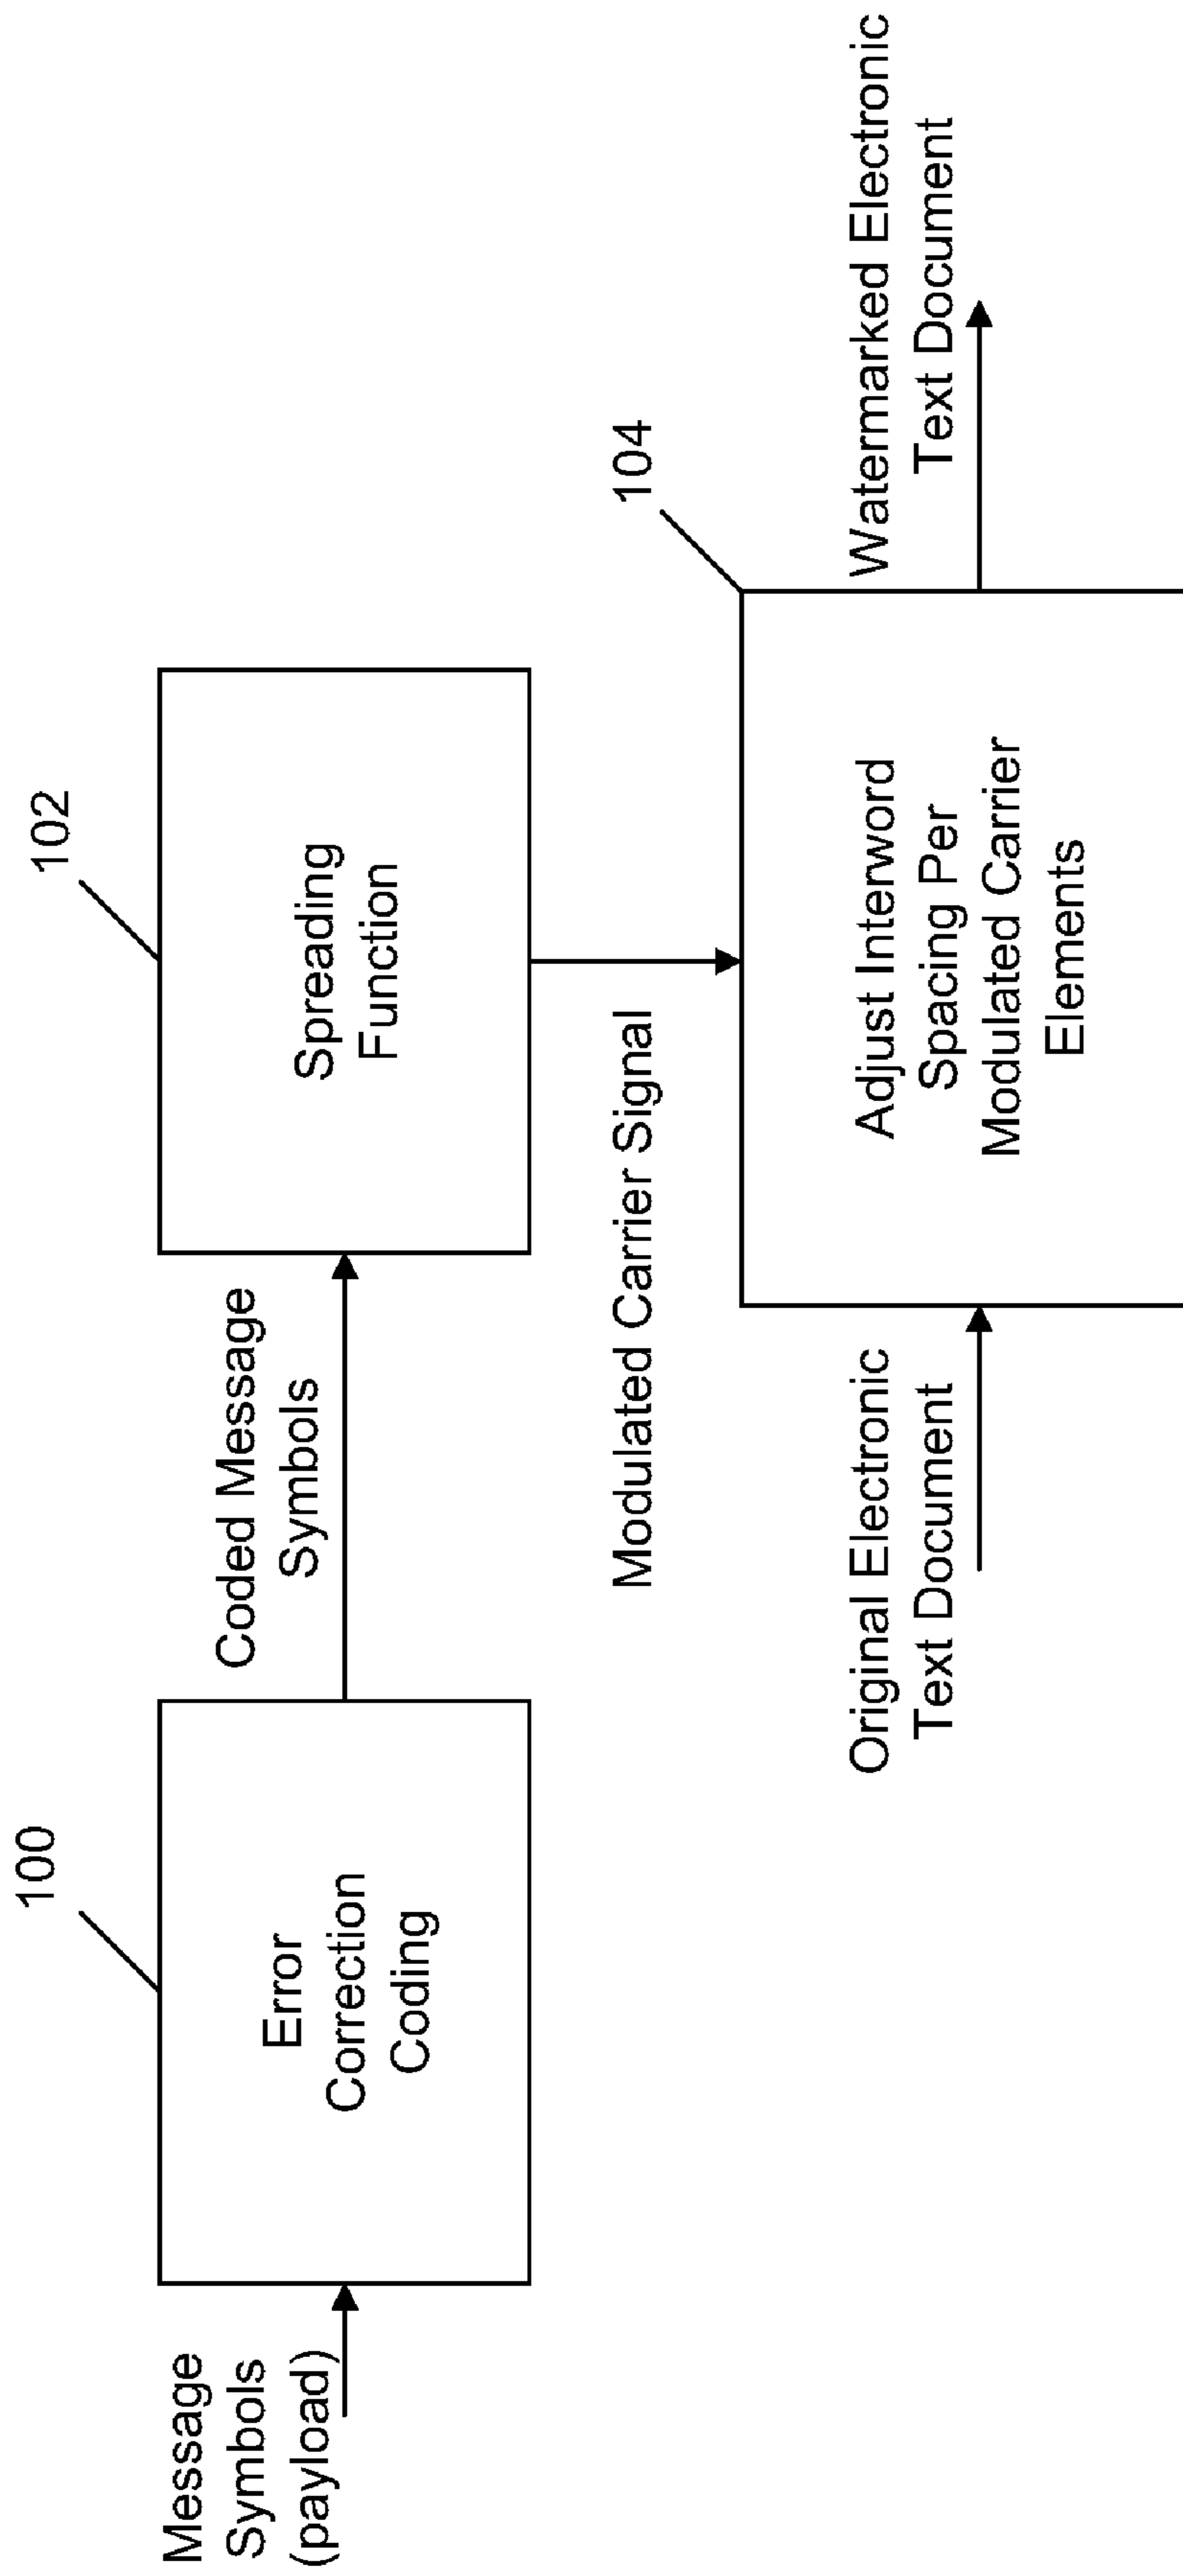 100
102
Message
Symbols
(payload)
Error
Correction
Coding
Coded Message
Symbols
Spreading
Function
Modulated Carrier Signal
104
Original Electronic
Text Document
Adjust Interword
Spacing Per
Modulated Carrier
Elements
Watermarked Electronic
Text Document